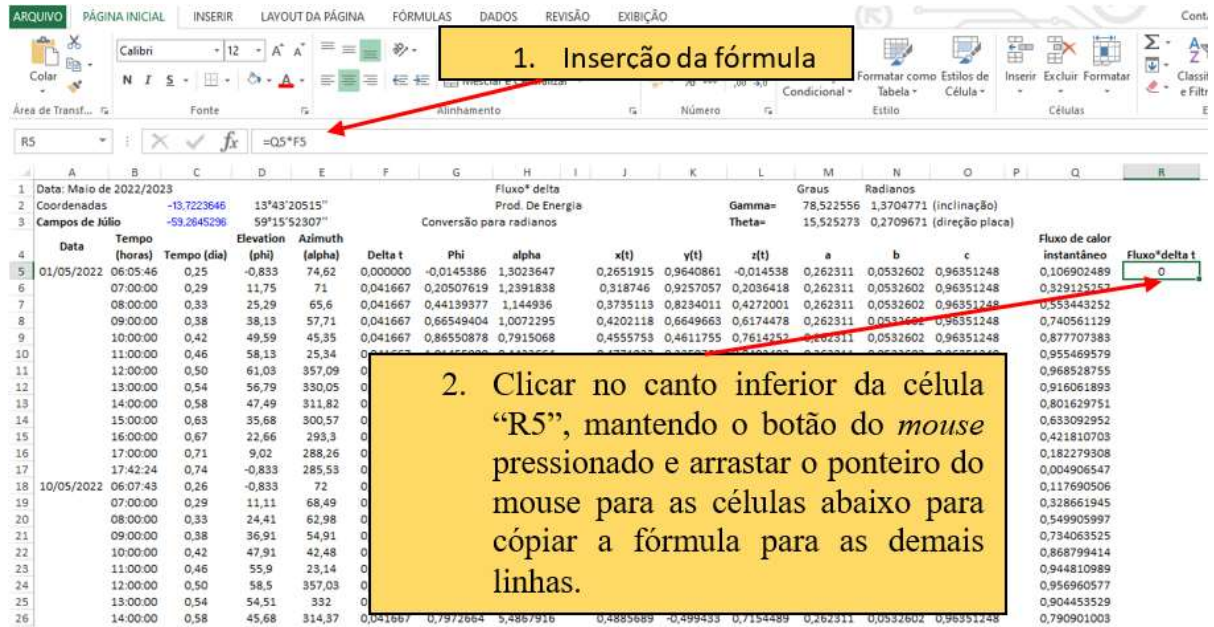 ARQUIVO PÁGINA INICIAL INSERIR LAYOUT DA PÁGINA FÓRMULAS DADOS REVISÃO EXIBIÇÃO Conta
1. Inserção da fórmula
Calibri 12
Colar
N I S
Formatar como Estilos de Inserir Excluir Formatar
Condicional Tabela Célula
Classif
e Filtr
Área de Transf... Fonte Alinhamento Número Estilo Células
R5 fx =Q5*F5
A B C D E F G H I J K L M N O P Q R
1 Data: Maio de 2022/2023 Fluxo* delta Graus Radianos
2 Coordenadas -13,7223646 13°43'20515" Prod. De Energia Gamma= 78,522556 1,3704771 (inclinação)
3 Campos de Júlio -59,2645296 59°15'52307" Conversão para radianos Theta= 15,525273 0,2709671 (direção placa)
4 Data Tempo (horas) Tempo (dia) Elevation (phi) Azimuth (alpha) Delta t Phi alpha x(t) y(t) z(t) a b c Fluxo de calor instantâneo Fluxo*delta t
5 01/05/2022 06:05:46 0,25 -0,833 74,62 0,000000 -0,0145386 1,3023647 0,2651915 0,9640861 -0,014538 0,262311 0,0532602 0,96351248 0,106902489 0
6 07:00:00 0,29 11,75 71 0,041667 0,20507619 1,2391838 0,318746 0,9257057 0,2036418 0,262311 0,0532602 0,96351248 0,329125257
7 08:00:00 0,33 25,29 65,6 0,041667 0,44139377 1,144936 0,3735113 0,8234011 0,4272001 0,262311 0,0532602 0,96351248 0,553443252
8 09:00:00 0,38 38,13 57,71 0,041667 0,66549404 1,0072295 0,4202118 0,6649663 0,6174478 0,262311 0,0532602 0,96351248 0,740561129
9 10:00:00 0,42 49,59 45,35 0,041667 0,86550878 0,7915068 0,4555753 0,4611755 0,7614252 0,262311 0,0532602 0,96351248 0,877707383
10 11:00:00 0,46 58,13 25,34 0,955469579
11 12:00:00 0,50 61,03 357,09 0,968528755
12 13:00:00 0,54 56,79 330,05 0,916061893
13 14:00:00 0,58 47,49 311,82 0,801629751
14 15:00:00 0,63 35,68 300,57 0,633092952
15 16:00:00 0,67 22,66 293,3 0,421810703
16 17:00:00 0,71 9,02 288,26 0,182279308
17 17:42:24 0,74 -0,833 285,53 0,004906547
18 10/05/2022 06:07:43 0,26 -0,833 72 0,117690506
19 07:00:00 0,29 11,11 68,49 0,328661945
20 08:00:00 0,33 24,41 62,98 0,549905997
21 09:00:00 0,38 36,91 54,91 0,734063525
22 10:00:00 0,42 47,91 42,48 0,868799414
23 11:00:00 0,46 55,9 23,14 0,944810989
24 12:00:00 0,50 58,5 357,03 0,956960577
25 13:00:00 0,54 54,51 332 0,904453529
26 14:00:00 0,58 45,68 314,37 0,041667 0,7972664 5,4867916 0,4885689 -0,499433 0,7154489 0,262311 0,0532602 0,96351248 0,790901003
2. Clicar no canto inferior da célula
"R5", mantendo o botão do mouse
pressionado e arrastar o ponteiro do
mouse para as células abaixo para
cópiar a fórmula para as demais
linhas.